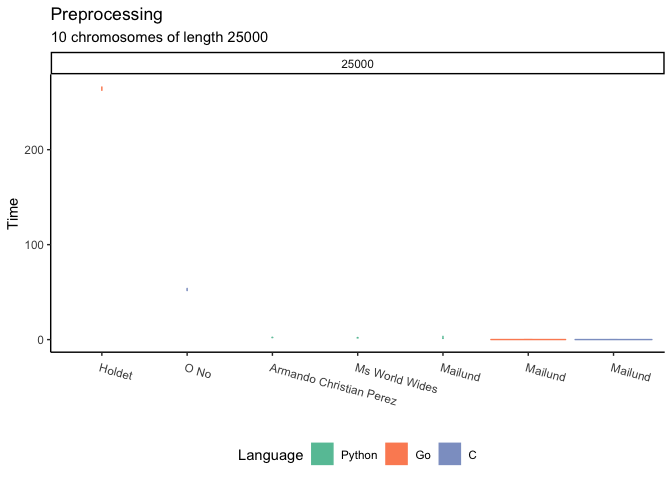 Preprocessing
10 chromosomes of length 25000
25000
Time
200
100
0
Holdet
O No
Armando Christian Perez
Ms World Wides
Mailund
Mailund
Mailund
Language
Python
Go
C